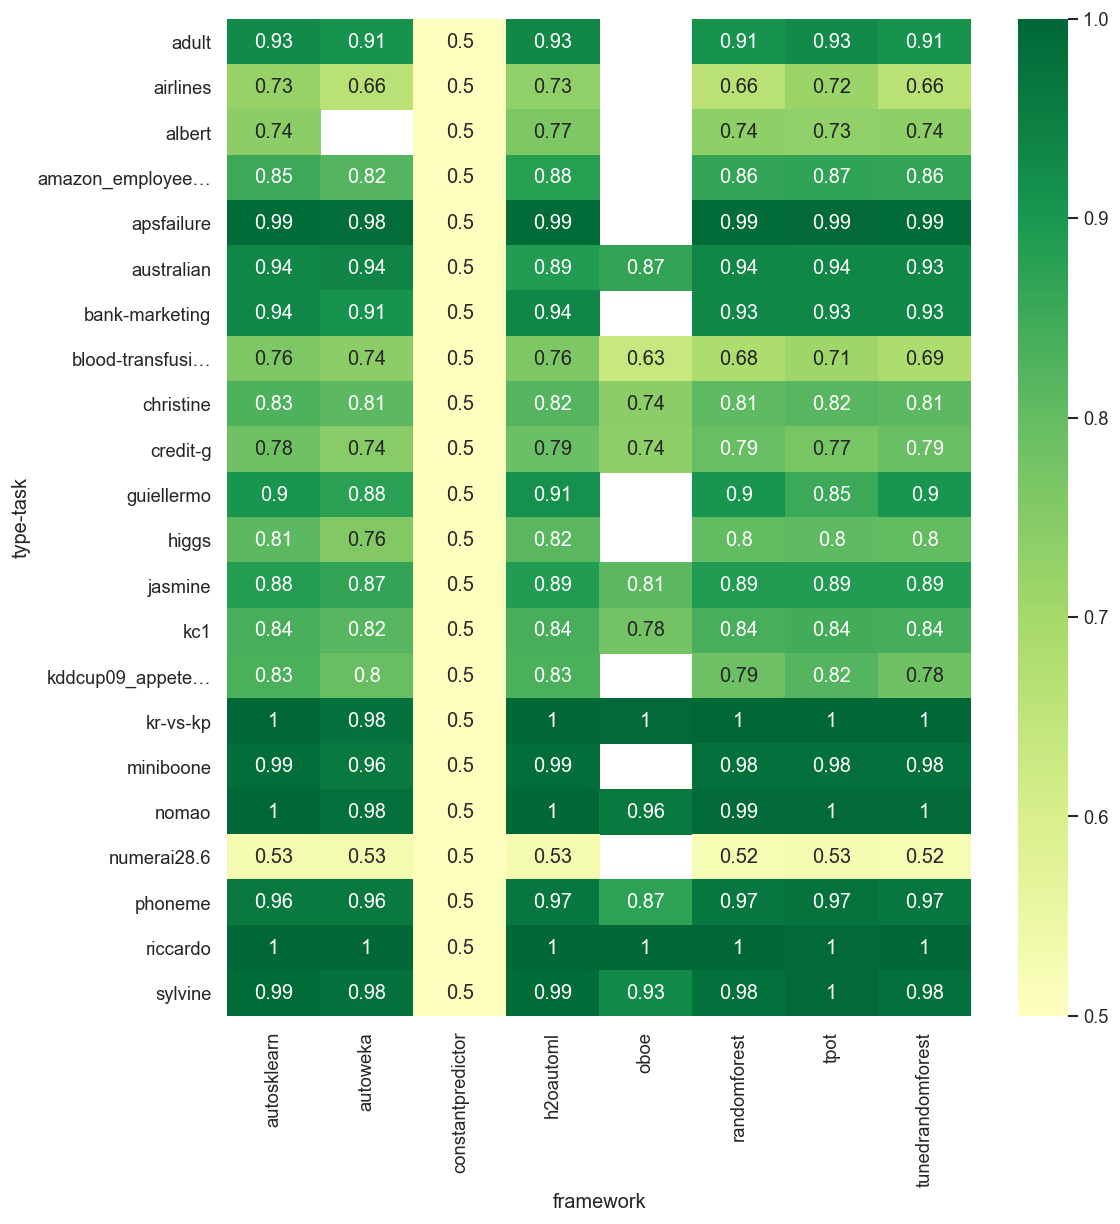 adult 0.93 0.91 0.5 0.93 0.91 0.93 0.91
airlines 0.73 0.66 0.5 0.73 0.66 0.72 0.66
albert 0.74 0.5 0.77 0.74 0.73 0.74
amazon_employee… 0.85 0.82 0.5 0.88 0.86 0.87 0.86
apsfailure 0.99 0.98 0.5 0.99 0.99 0.99 0.99
australian 0.94 0.94 0.5 0.89 0.87 0.94 0.94 0.93
bank-marketing 0.94 0.91 0.5 0.94 0.93 0.93 0.93
blood-transfusi… 0.76 0.74 0.5 0.76 0.63 0.68 0.71 0.69
christine 0.83 0.81 0.5 0.82 0.74 0.81 0.82 0.81
credit-g 0.78 0.74 0.5 0.79 0.74 0.79 0.77 0.79
guiellermo 0.9 0.88 0.5 0.91 0.9 0.85 0.9
higgs 0.81 0.76 0.5 0.82 0.8 0.8 0.8
jasmine 0.88 0.87 0.5 0.89 0.81 0.89 0.89 0.89
kc1 0.84 0.82 0.5 0.84 0.78 0.84 0.84 0.84
kddcup09_appete… 0.83 0.8 0.5 0.83 0.79 0.82 0.78
kr-vs-kp 1 0.98 0.5 1 1 1 1 1
miniboone 0.99 0.96 0.5 0.99 0.98 0.98 0.98
nomao 1 0.98 0.5 1 0.96 0.99 1 1
numerai28.6 0.53 0.53 0.5 0.53 0.52 0.53 0.52
phoneme 0.96 0.96 0.5 0.97 0.87 0.97 0.97 0.97
riccardo 1 1 0.5 1 1 1 1 1
sylvine 0.99 0.98 0.5 0.99 0.93 0.98 1 0.98
autosklearn autoweka constantpredictor h2oautoml oboe randomforest tpot tunedrandomforest
framework
type-task
1.0
0.9
0.8
0.7
0.6
0.5